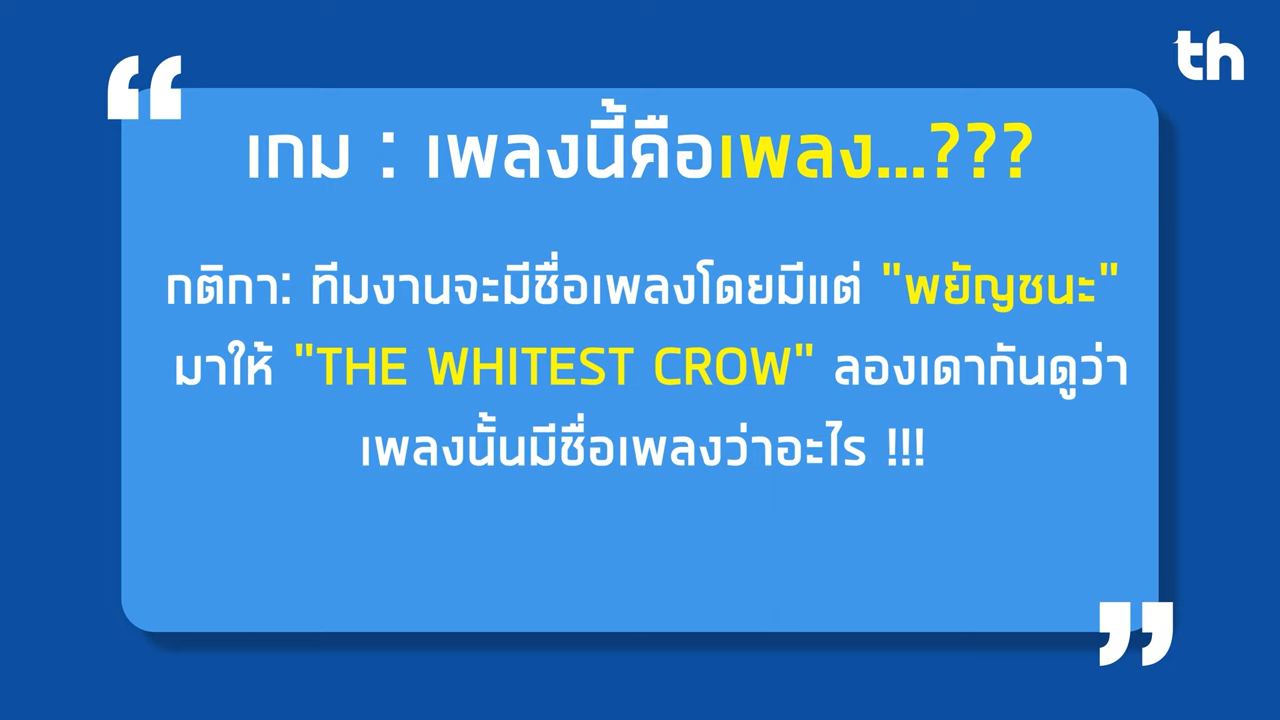 th
เกม : เพลงนี้คือเพลง...???
กติกา: ทีมงานจะมีชื่อเพลงโดยมีแต่ "พยัญชนะ"
มาให้ "THE WHITEST CROW" ลองเดากันดูว่า
เพลงนั้นมีชื่อเพลงว่าอะไร !!!